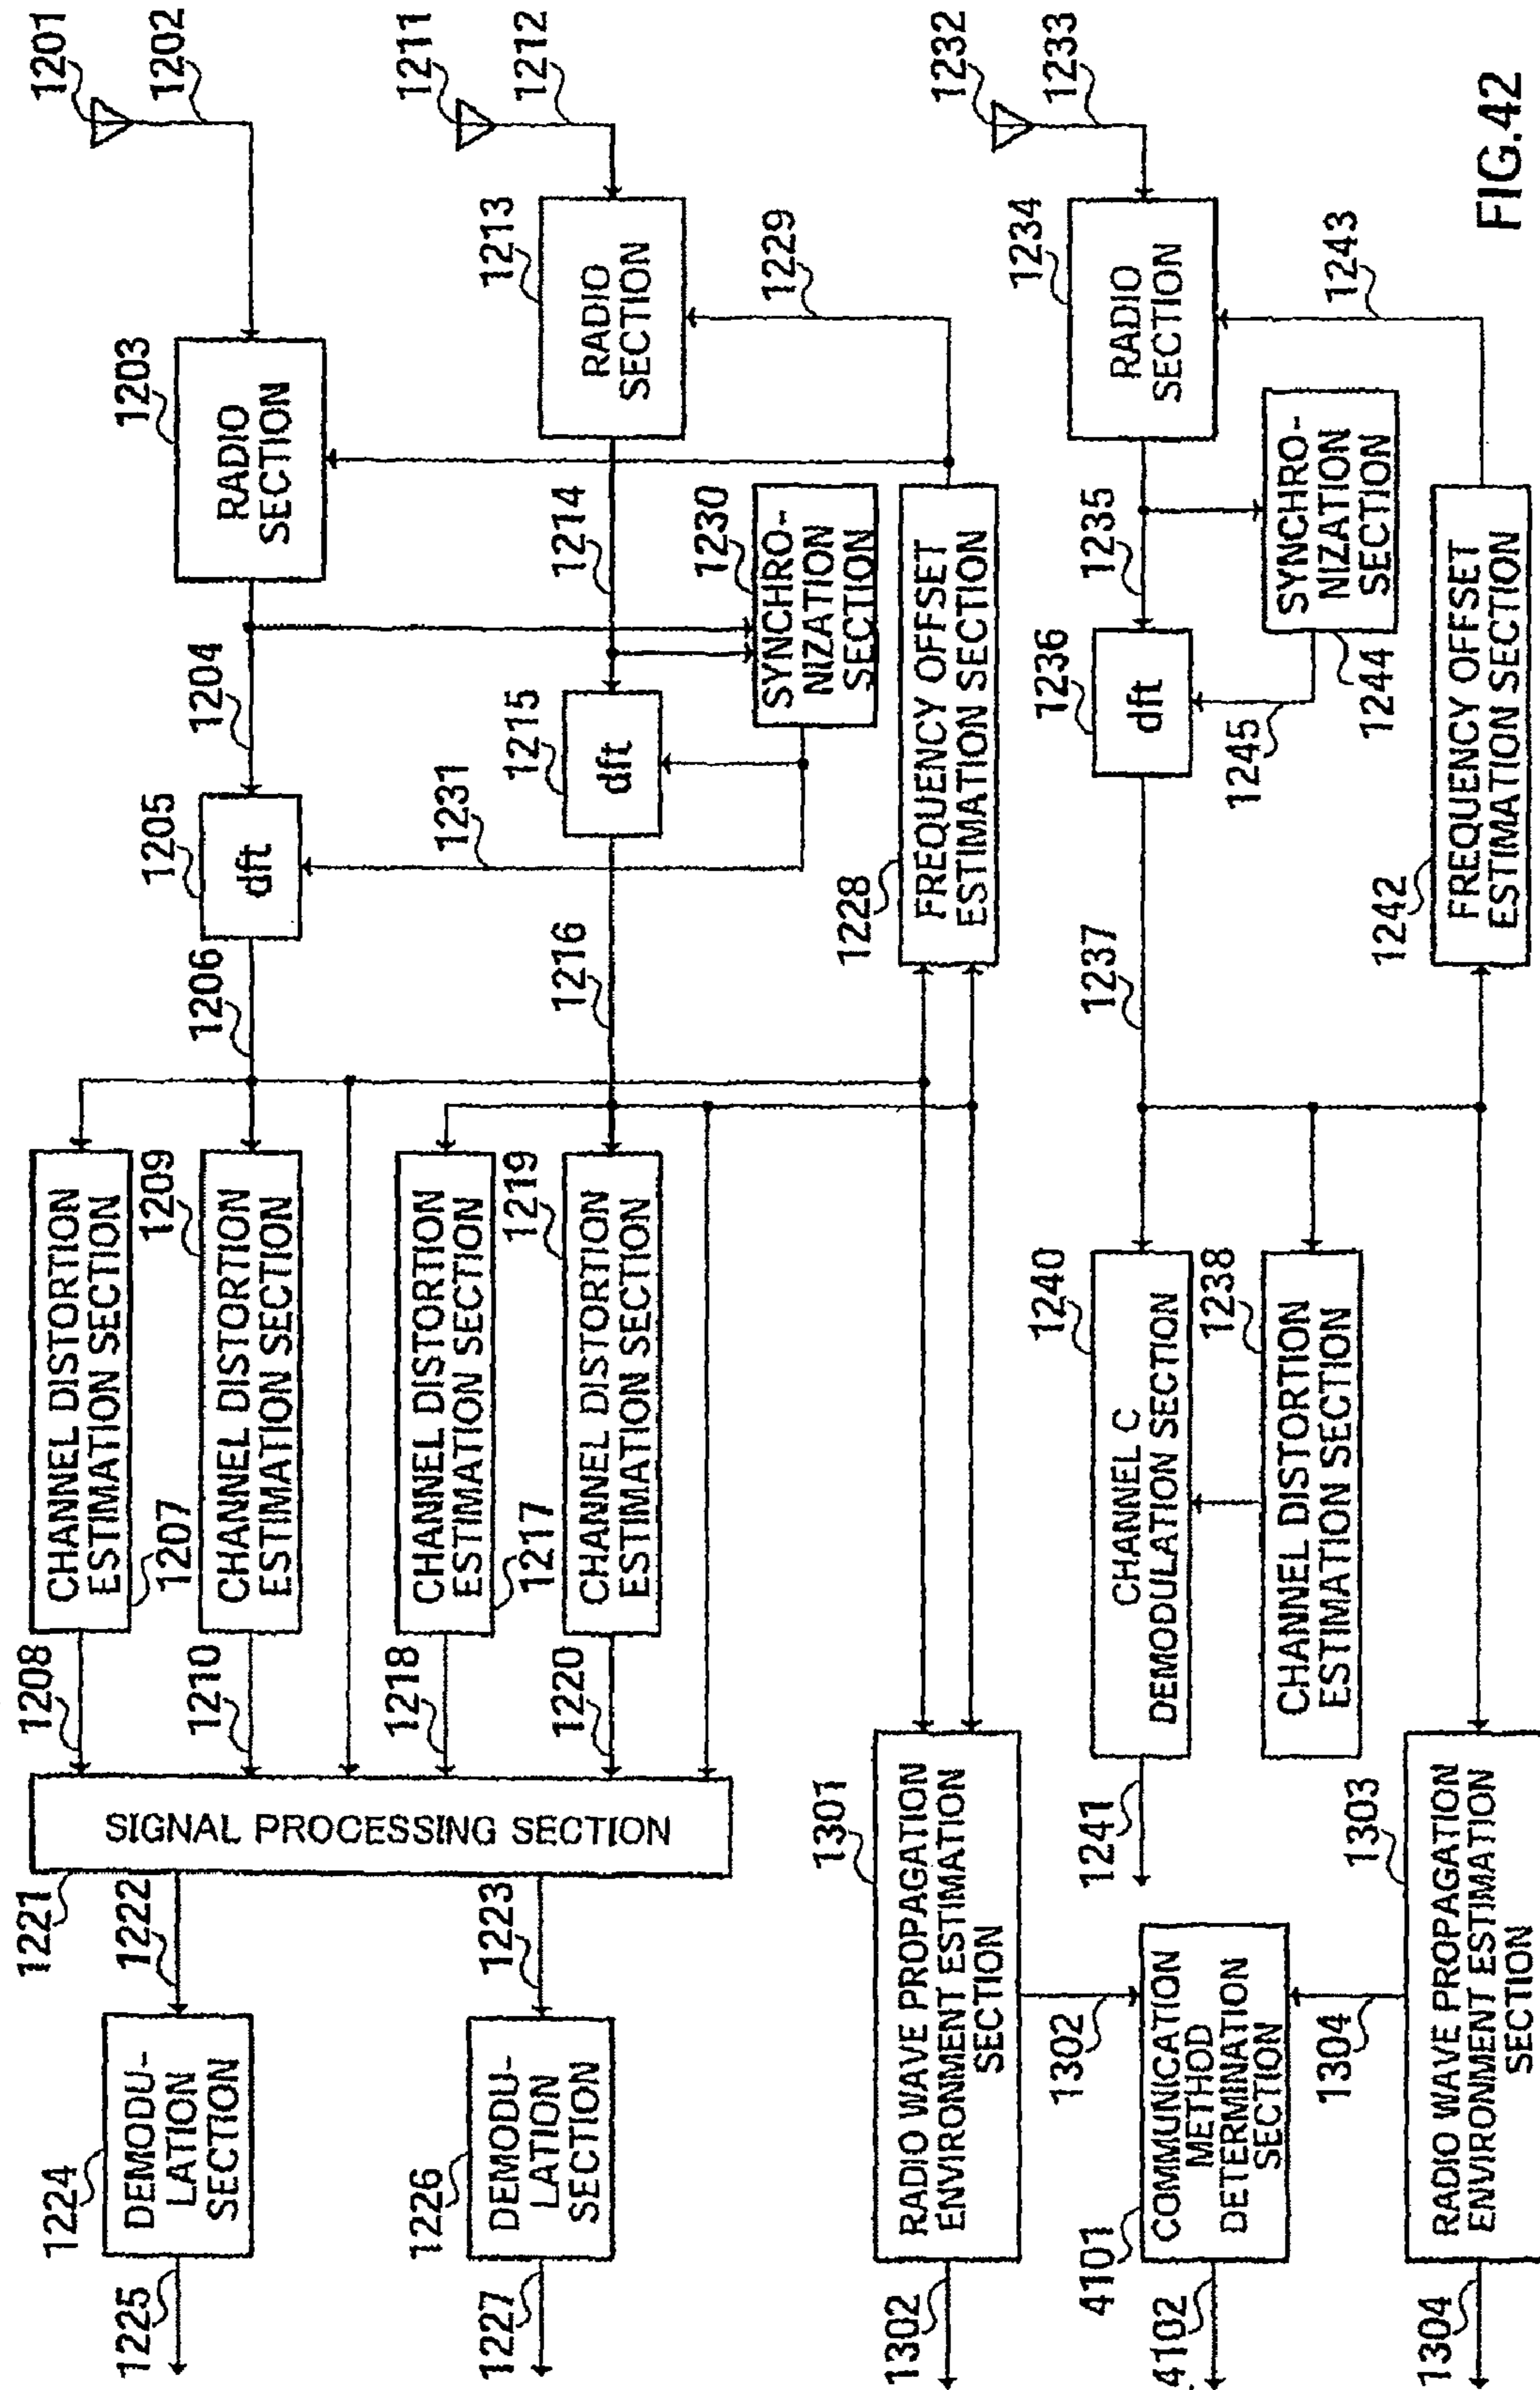 1201
1202
1203
RADIO
SECTION
1204
1205
dft
1206
CHANNEL DISTORTION
ESTIMATION SECTION
1207
1208
1209
CHANNEL DISTORTION
ESTIMATION SECTION
1210
1211
1212
1213
RADIO
SECTION
1214
1215
dft
1216
CHANNEL DISTORTION
ESTIMATION SECTION
1217
1218
1219
CHANNEL DISTORTION
ESTIMATION SECTION
1220
SIGNAL PROCESSING SECTION
1221
1222
1223
1224
DEMODU-
LATION
SECTION
1225
1226
DEMODU-
LATION
SECTION
1227
1228
FREQUENCY OFFSET
ESTIMATION SECTION
1229
1230
SYNCHRO-
NIZATION
SECTION
1231
1301
RADIO WAVE PROPAGATION
ENVIRONMENT ESTIMATION
SECTION
1302
1302
1232
1233
1234
RADIO
SECTION
1235
1236
dft
1237
SYNCHRO-
NIZATION
SECTION
1244
1245
1240
CHANNEL C
DEMODULATION SECTION
1241
1238
CHANNEL DISTORTION
ESTIMATION SECTION
1242
FREQUENCY OFFSET
ESTIMATION SECTION
1243
4101
COMMUNICATION
METHOD
DETERMINATION
SECTION
4102
1303
RADIO WAVE PROPAGATION
ENVIRONMENT ESTIMATION
SECTION
1304
1304
FIG.42